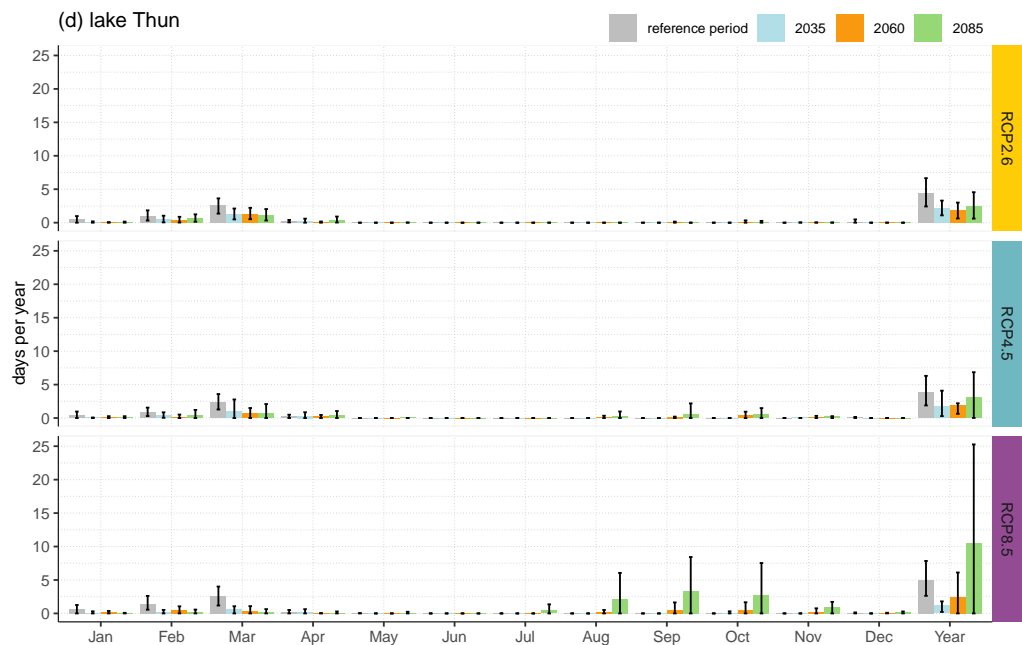 (d) lake Thun
reference period 2035 2060 2085
25
20
15
10
5
0
RCP2.6
25
20
15
10
5
0
RCP4.5
25
20
15
10
5
0
RCP8.5
days per year
Jan Feb Mar Apr May Jun Jul Aug Sep Oct Nov Dec Year